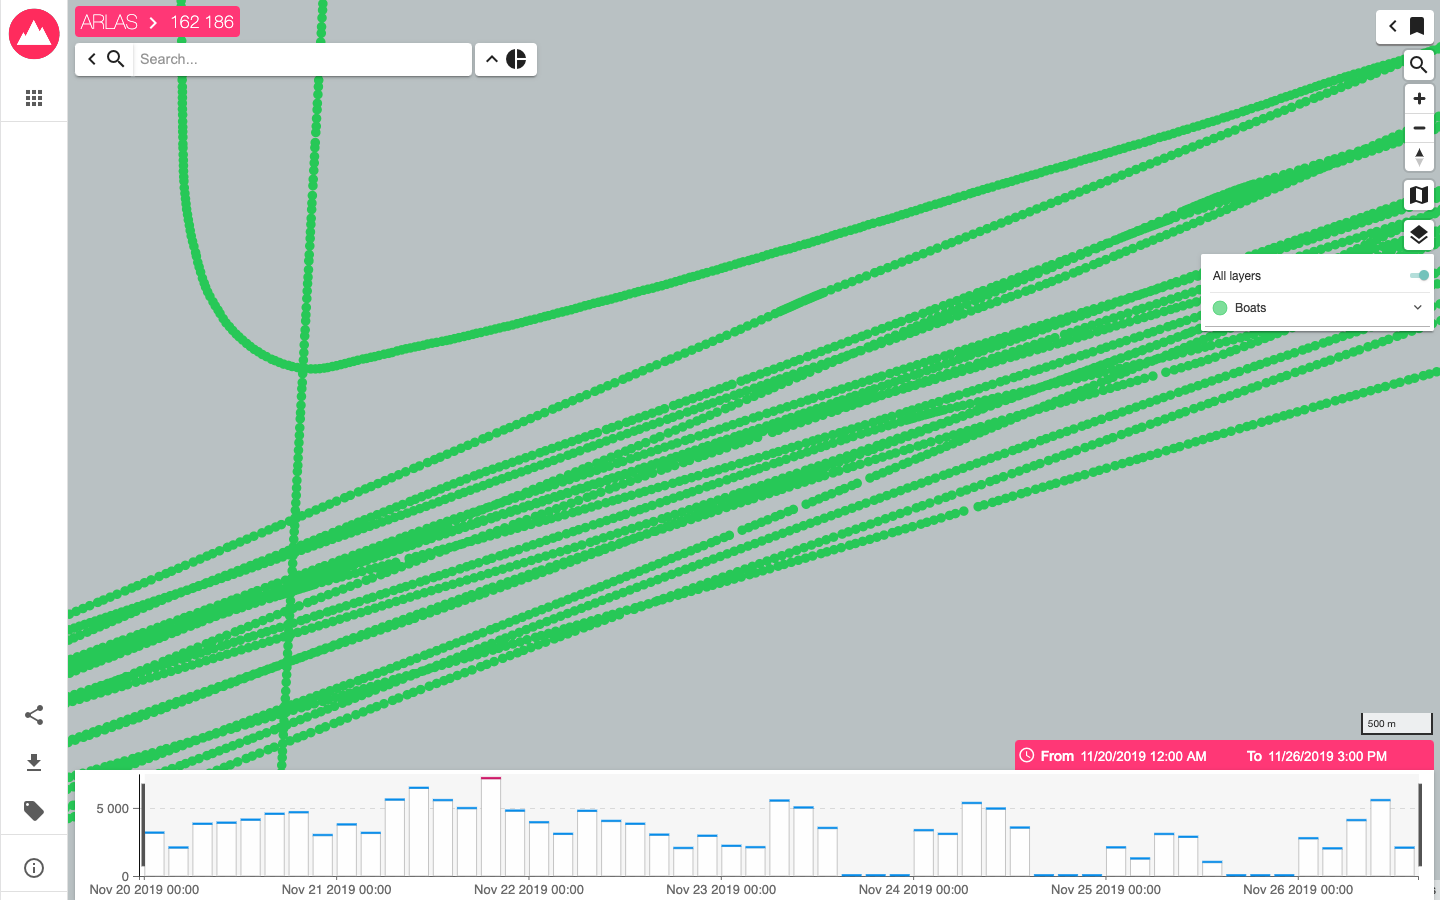 ARLAS 162 186
Search...
All layers
Boats
500 m
From 11/20/2019 12:00 AM To 11/26/2019 3:00 PM
5 000
0
Nov 20 2019 00:00 Nov 21 2019 00:00 Nov 22 2019 00:00 Nov 23 2019 00:00 Nov 24 2019 00:00 Nov 25 2019 00:00 Nov 26 2019 00:00